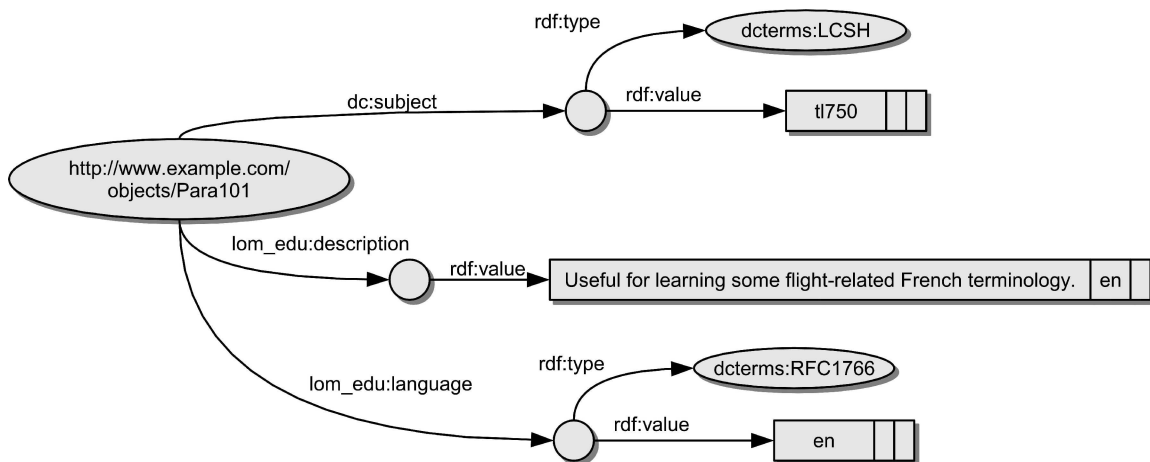 rdf:type
dcterms:LCSH
dc:subject
rdf:value
tl750
http://www.example.com/
objects/Para101
lom_edu:description
rdf:value
Useful for learning some flight-related French terminology.
en
lom_edu:language
rdf:type
dcterms:RFC1766
rdf:value
en